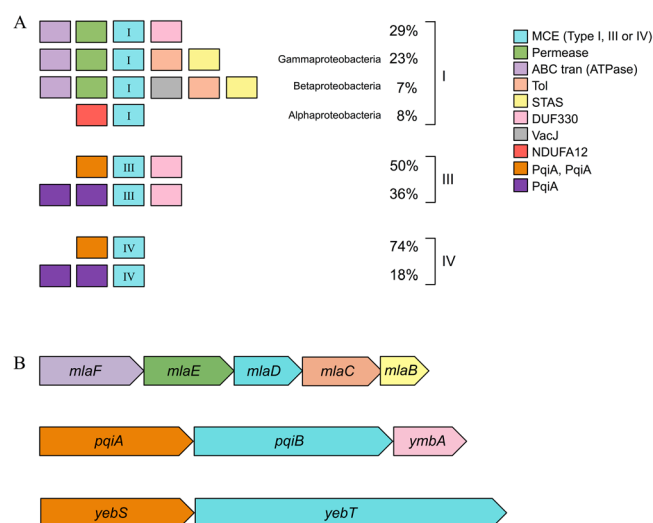 A
I 29%
Gammaproteobacteria 23%
I Betaproteobacteria 7% I
I Alphaproteobacteria 8%
I
III 50%
III 36%
III
IV 74%
IV 18%
IV
MCE (Type I, III or IV)
Permease
ABC tran (ATPase)
Tol
STAS
DUF330
VacJ
NDUFA12
PqiA, PqiA
PqiA
B
mlaF mlaE mlaD mlaC mlaB
pqiA pqiB ymbA
yebS yebT